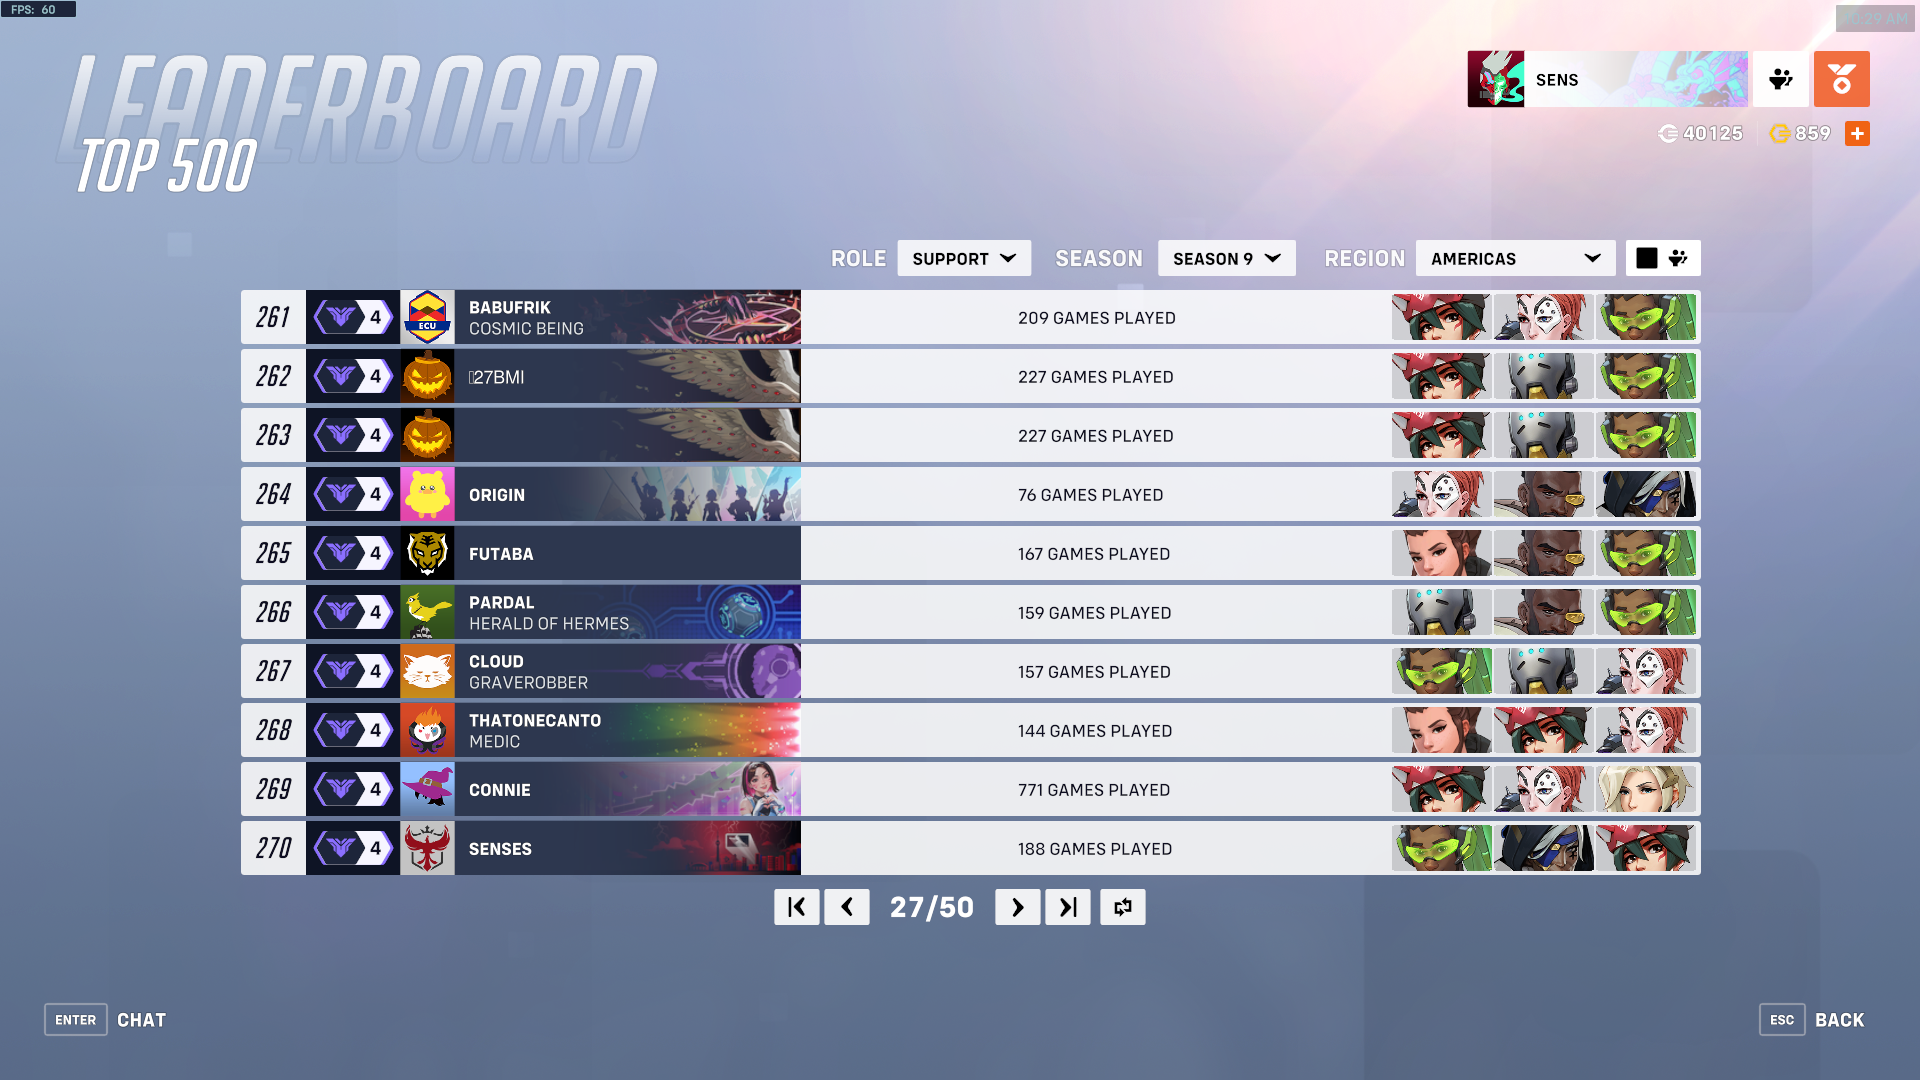 FPS: 60
:29 AM
LEADERBOARD
TOP 500
SENS
40125
859
ROLE SUPPORT SEASON SEASON 9 REGION AMERICAS
261 4 ECU BABUFRIK 209 GAMES PLAYED
COSMIC BEING
262 4 27BMI 227 GAMES PLAYED
263 4 227 GAMES PLAYED
264 4 ORIGIN 76 GAMES PLAYED
265 4 FUTABA 167 GAMES PLAYED
266 4 PARDAL 159 GAMES PLAYED
HERALD OF HERMES
267 4 CLOUD 157 GAMES PLAYED
GRAVEROBBER
268 4 THATONECANTO 144 GAMES PLAYED
MEDIC
269 4 CONNIE 771 GAMES PLAYED
270 4 SENSES 188 GAMES PLAYED
27/50
ENTER CHAT
ESC BACK